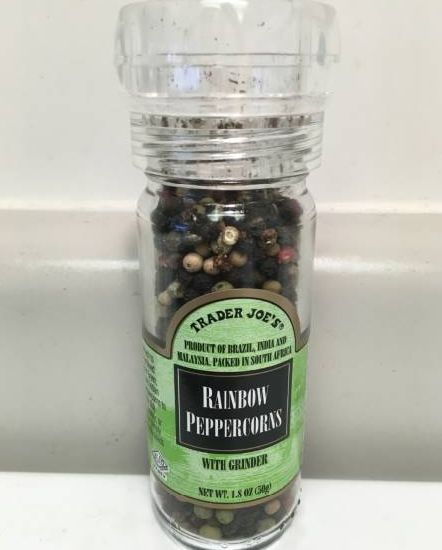 TRADER JOE'S®
PRODUCT OF BRAZIL, INDIA AND
MALAYSIA. PACKED IN SOUTH AFRICA
RAINBOW
PEPPERCORNS
WITH GRINDER
NET WT. 1.8 OZ (50g)